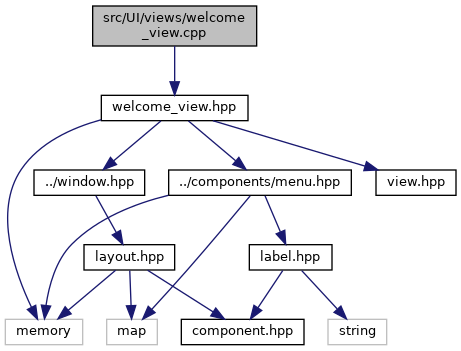 src/UI/views/welcome
_view.cpp
welcome_view.hpp
../window.hpp
../components/menu.hpp
view.hpp
layout.hpp
label.hpp
memory
map
component.hpp
string